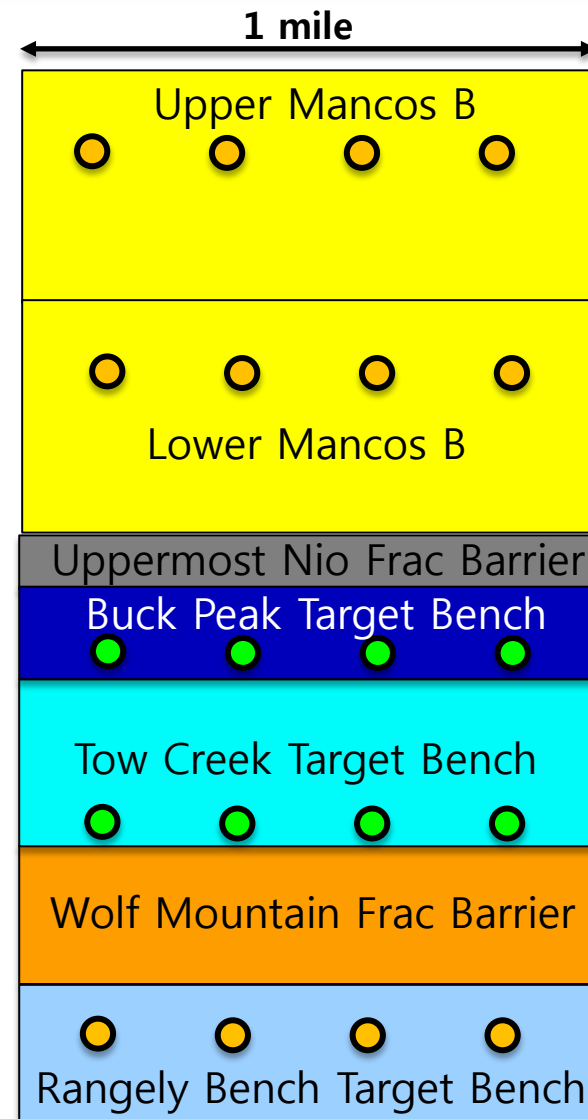 1 mile
Upper Mancos B
Lower Mancos B
Uppermost Nio Frac Barrier
Buck Peak Target Bench
Tow Creek Target Bench
Wolf Mountain Frac Barrier
Rangely Bench Target Bench